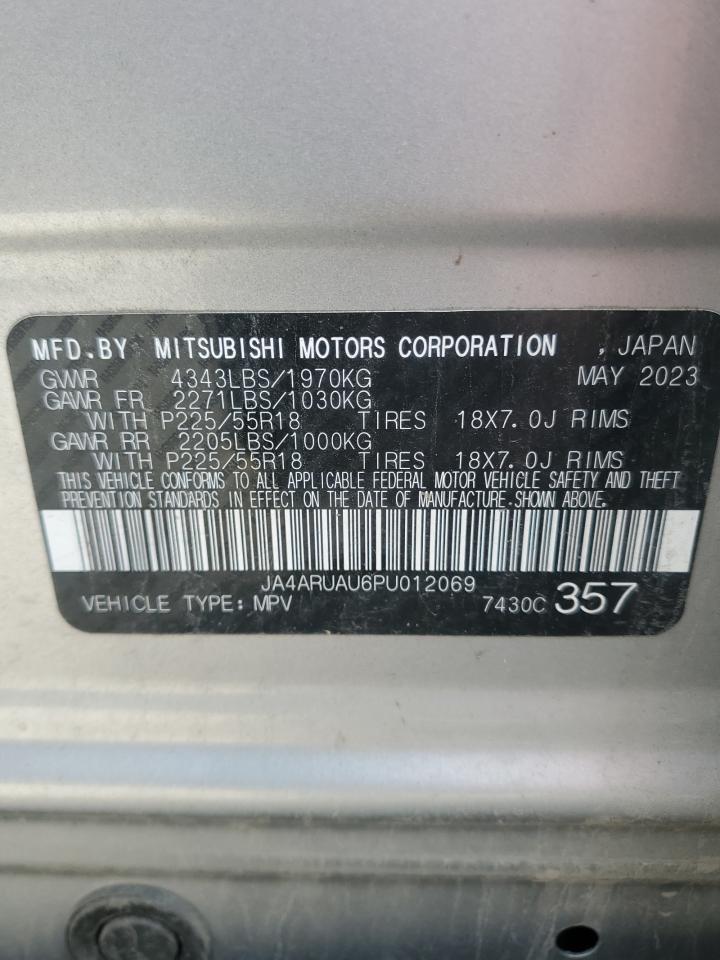 MFD.BY MITSUBISHI MOTORS CORPORATION , JAPAN
GVWR 4343LBS/1970KG MAY 2023
GAWR FR 2271LBS/1030KG
WITH P225/55R18 TIRES 18X7.0J RIMS
GAWR RR 2205LBS/1000KG
WITH P225/55R18 TIRES 18X7.0J RIMS
THIS VEHICLE CONFORMS TO ALL APPLICABLE FEDERAL MOTOR VEHICLE SAFETY AND THEFT
PREVENTION STANDARDS IN EFFECT ON THE DATE OF MANUFACTURE.SHOWN ABOVE.
JA4ARUAU6PU012069
VEHICLE TYPE: MPV 7430C 357